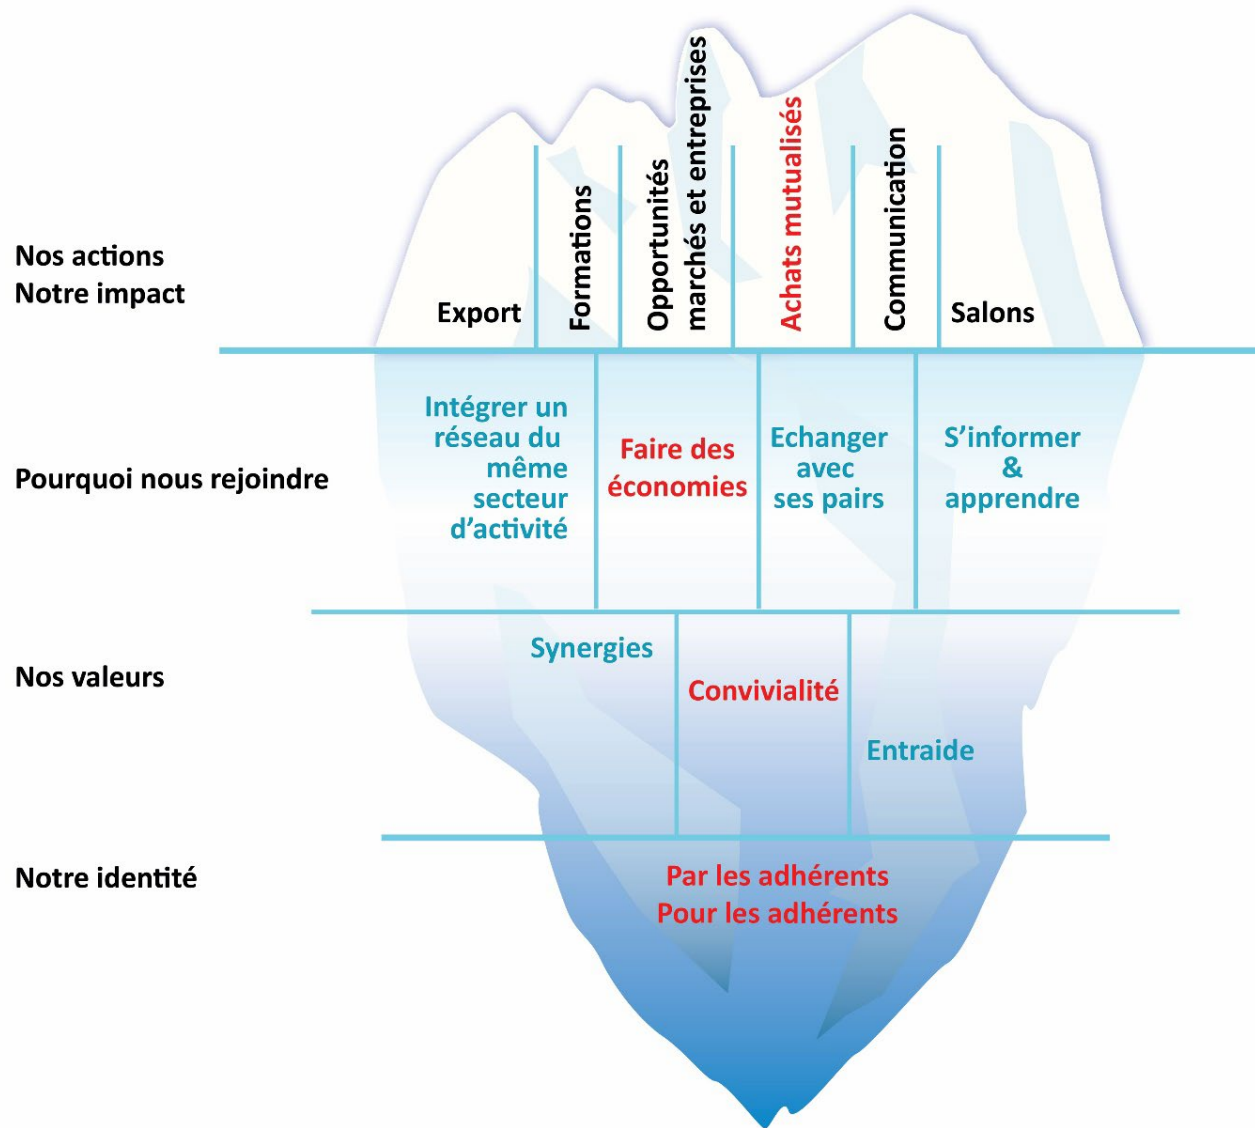 Nos actions
Notre impact
Export
Formations
Opportunités
marchés et entreprises
Achats mutualisés
Communication
Salons
Pourquoi nous rejoindre
Intégrer un
réseau du
même
secteur
d’activité
Faire des
économies
Echanger
avec
ses pairs
S’informer
&
apprendre
Nos valeurs
Synergies
Convivialité
Entraide
Notre identité
Par les adhérents
Pour les adhérents